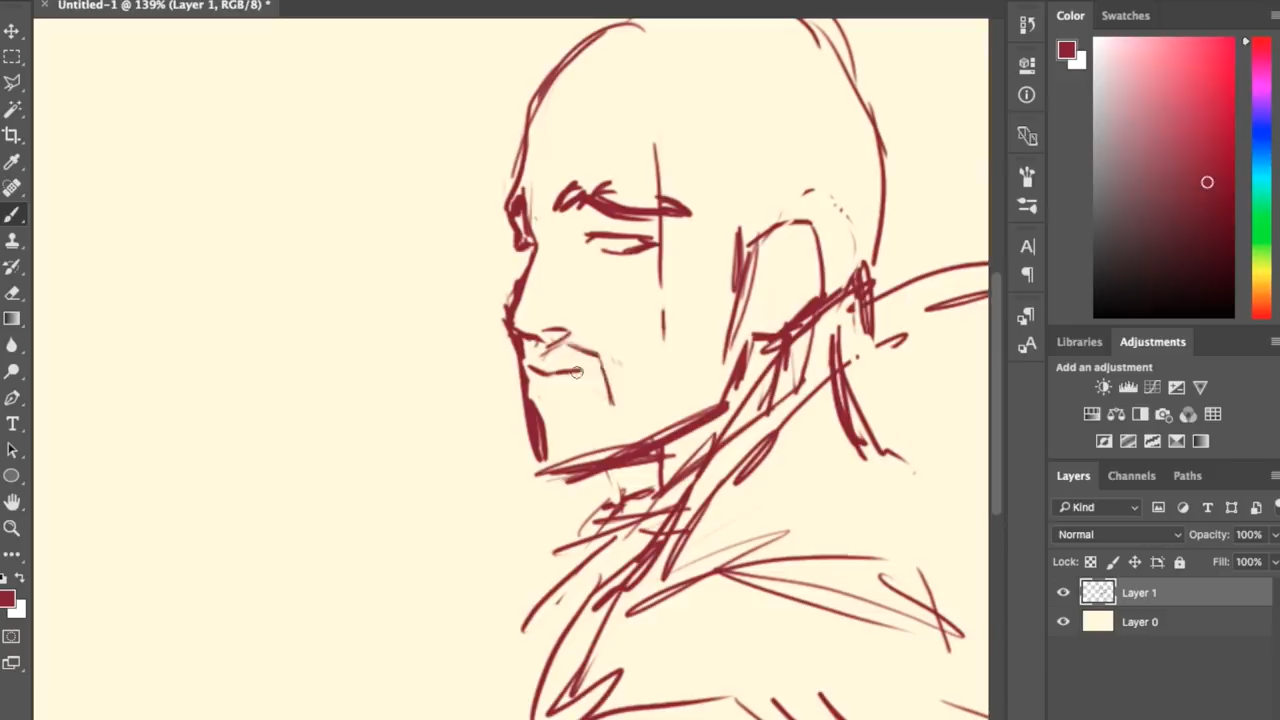 Untitled-1 @ 139% (Layer 1, RGB/8) *
Color
Swatches
Libraries
Adjustments
Add an adjustment
Layers
Channels
Paths
Kind
Normal
Opacity: 100%
Lock:
Fill: 100%
Layer 1
Layer 0